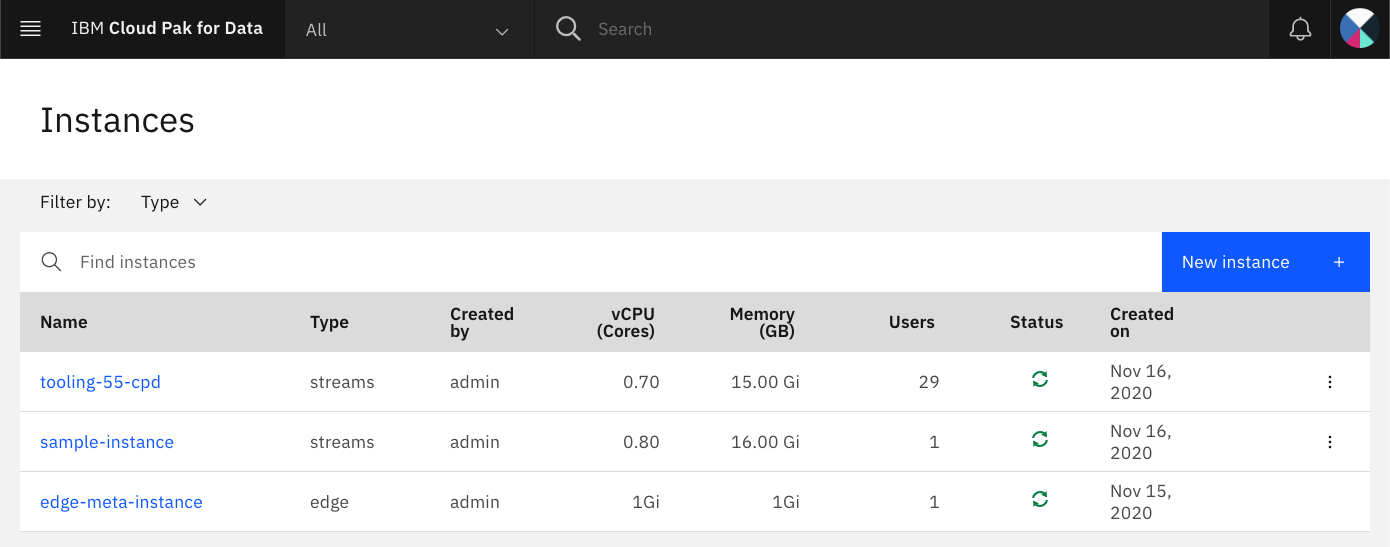 IBM Cloud Pak for Data
All
Search
Instances
Filter by: Type
Find instances
New instance +
Name Type Created by vCPU (Cores) Memory (GB) Users Status Created on
tooling-55-cpd streams admin 0.70 15.00 Gi 29 Nov 16, 2020
sample-instance streams admin 0.80 16.00 Gi 1 Nov 16, 2020
edge-meta-instance edge admin 1Gi 1Gi 1 Nov 15, 2020